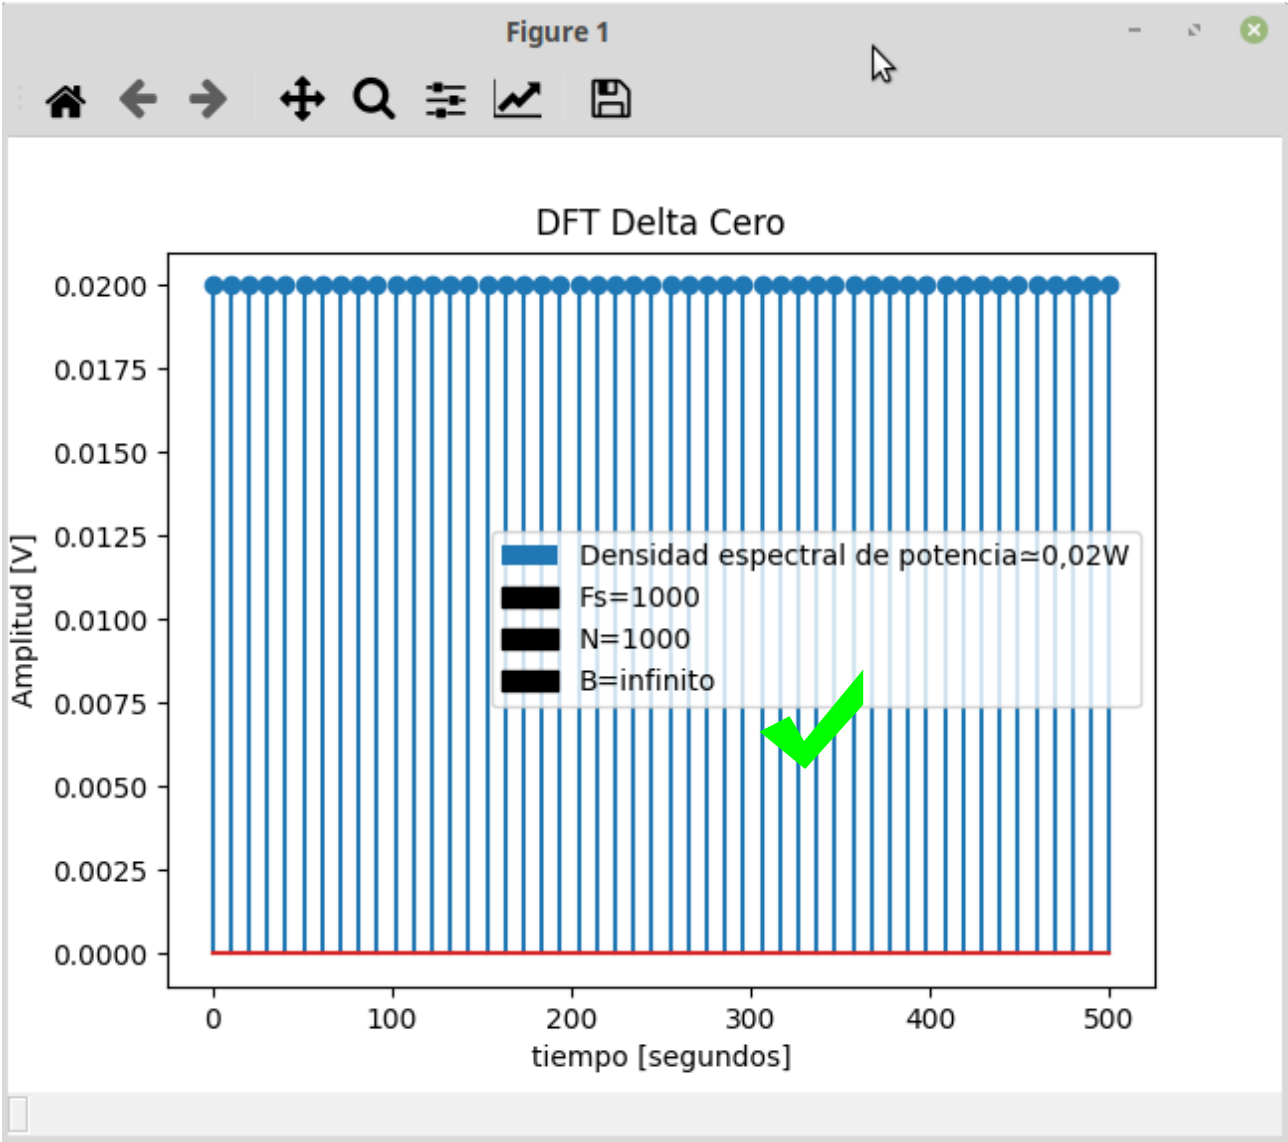 Figure 1
DFT Delta Cero
0.0200
0.0175
0.0150
0.0125
0.0100
0.0075
0.0050
0.0025
0.0000
Amplitud [V]
Densidad espectral de potencia≃0,02W
Fs=1000
N=1000
B=infinito
0 100 200 300 400 500
tiempo [segundos]